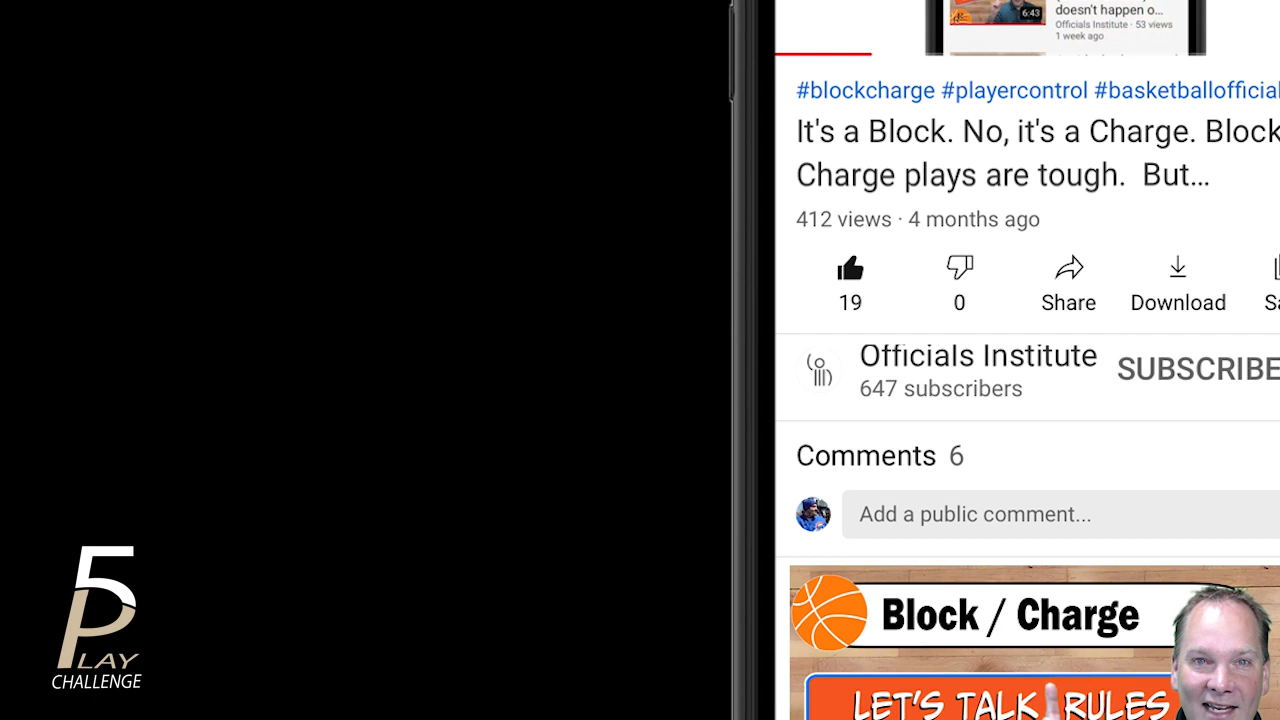 doesn't happen o...
6:43
Officials Institute · 53 views
1 week ago
#blockcharge #playercontrol #basketballofficial
It's a Block. No, it's a Charge. Block
Charge plays are tough. But...
412 views · 4 months ago
19
0
Share
Download
Sa
Officials Institute
SUBSCRIBE
647 subscribers
Comments 6
Add a public comment...
Block / Charge
LET'S TALK RULES
5
PLAY
CHALLENGE